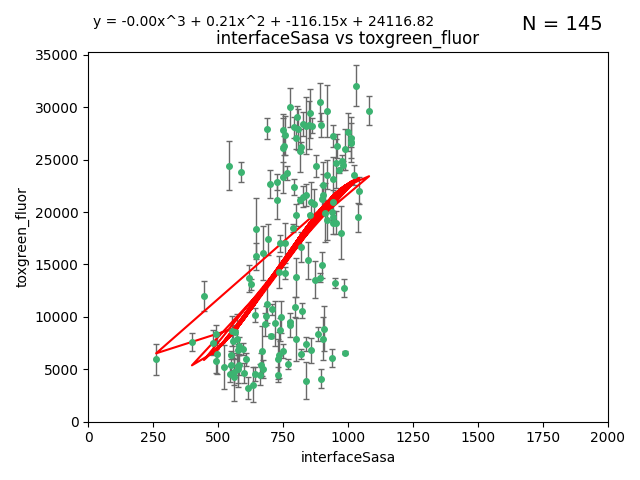 y = -0.00x^3 + 0.21x^2 + -116.15x + 24116.82
N = 145
interfaceSasa vs toxgreen_fluor
35000
30000
25000
20000
15000
10000
5000
0
toxgreen_fluor
0 250 500 750 1000 1250 1500 1750 2000
interfaceSasa